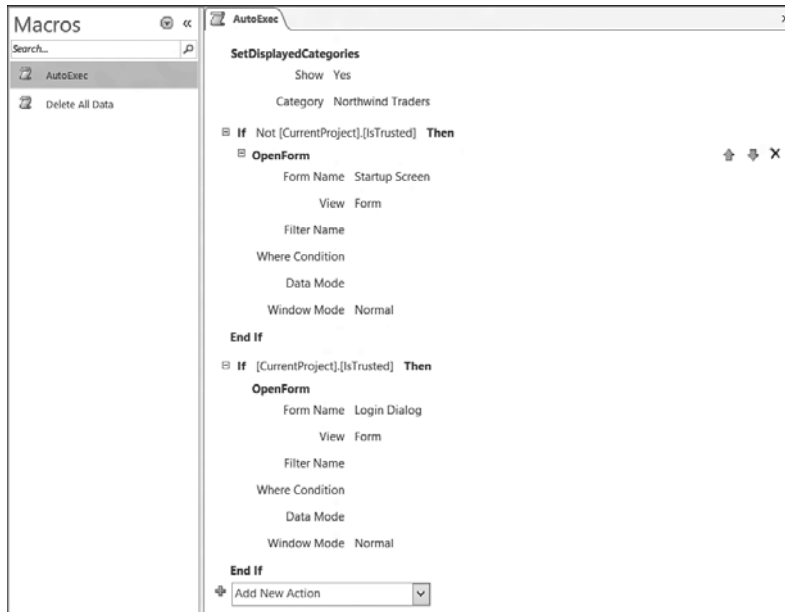 Macros
Search...
AutoExec
Delete All Data
AutoExec
SetDisplayedCategories
Show Yes
Category Northwind Traders
If Not [CurrentProject].[IsTrusted] Then
OpenForm
Form Name Startup Screen
View Form
Filter Name
Where Condition
Data Mode
Window Mode Normal
End If
If [CurrentProject].[IsTrusted] Then
OpenForm
Form Name Login Dialog
View Form
Filter Name
Where Condition
Data Mode
Window Mode Normal
End If
Add New Action